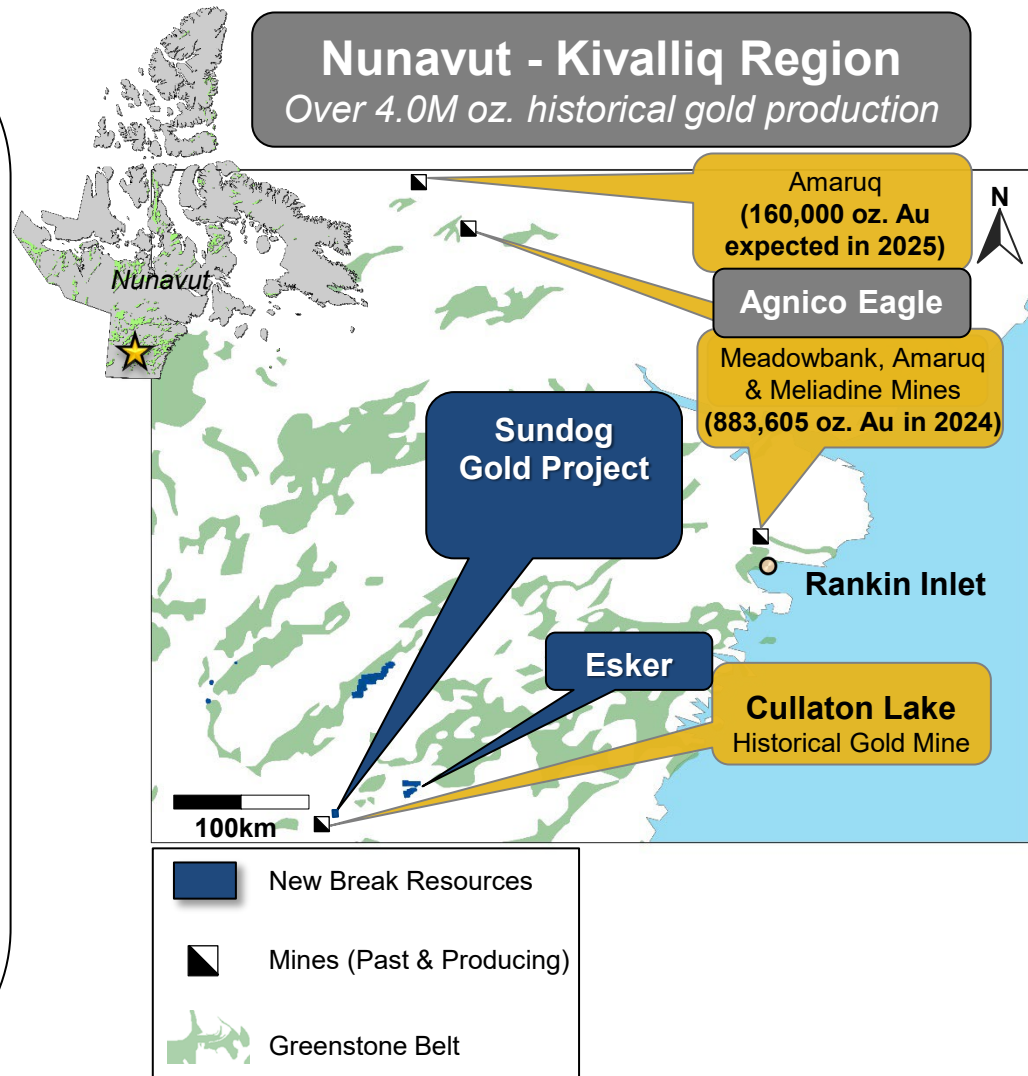 Nunavut - Kivalliq Region
Over 4.0M oz. historical gold production
Nunavut
Amaruq
(160,000 oz. Au
expected in 2025)
N
Agnico Eagle
Meadowbank, Amaruq
& Meliadine Mines
(883,605 oz. Au in 2024)
Sundog
Gold Project
Rankin Inlet
Esker
Cullaton Lake
Historical Gold Mine
100km
New Break Resources
Mines (Past & Producing)
Greenstone Belt